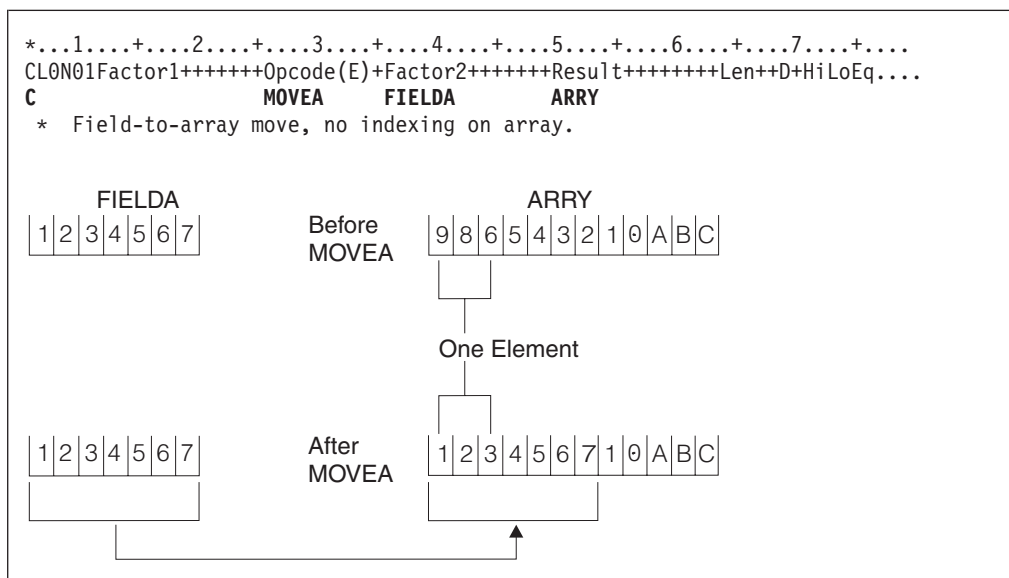 *...1....+....2....+....3....+....4....+....5....+....6....+....7....+....
CL0N01Factor1+++++++Opcode(E)+Factor2+++++++Result++++++++Len++D+HiLoEq....
C                   MOVEA     FIELDA        ARRY
 *  Field-to-array move, no indexing on array.
FIELDA ARRY
1 2 3 4 5 6 7 Before MOVEA 9 8 6 5 4 3 2 1 0 A B C
One Element
1 2 3 4 5 6 7 After MOVEA 1 2 3 4 5 6 7 1 0 A B C